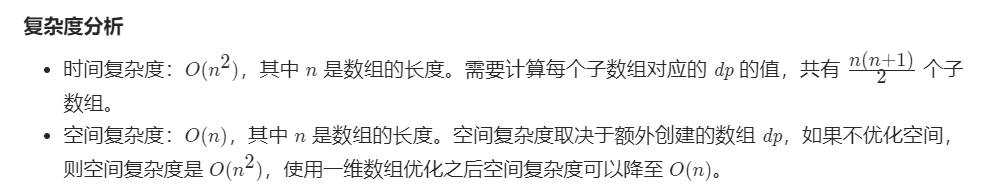 复杂度分析
• 时间复杂度：O(n²)，其中 n 是数组的长度。需要计算每个子数组对应的 dp 的值，共有 n(n+1)/2 个子
数组。
• 空间复杂度：O(n)，其中 n 是数组的长度。空间复杂度取决于额外创建的数组 dp，如果不优化空间，
则空间复杂度是 O(n²)，使用一维数组优化之后空间复杂度可以降至 O(n)。